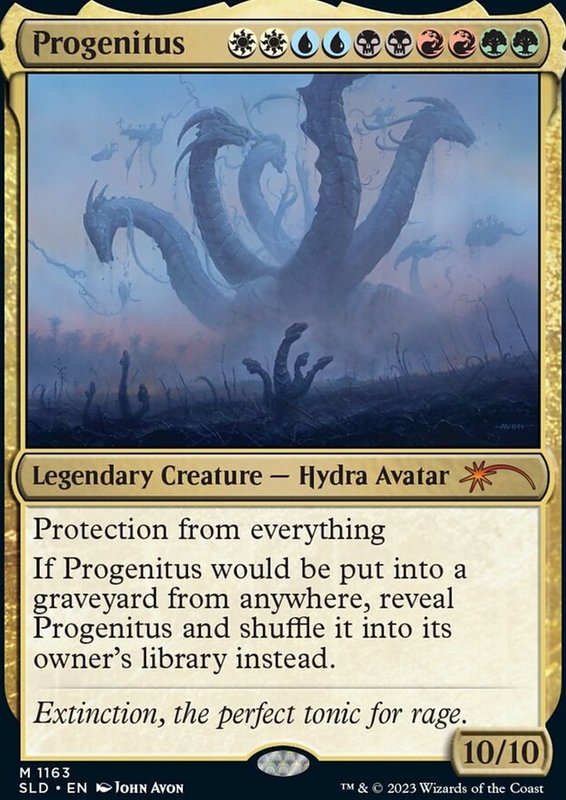 Progenitus
AVON
Legendary Creature — Hydra Avatar
Protection from everything
If Progenitus would be put into a
graveyard from anywhere, reveal
Progenitus and shuffle it into its
owner's library instead.
Extinction, the perfect tonic for rage.
10/10
M 1163
SLD • EN John Avon
™ & © 2023 Wizards of the Coast